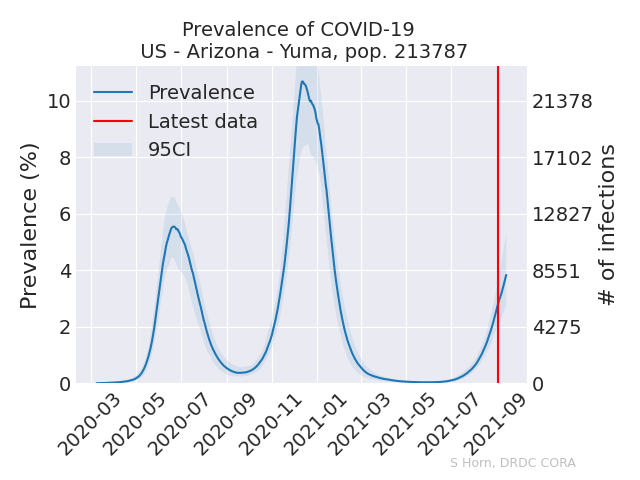 Prevalence of COVID-19
US - Arizona - Yuma, pop. 213787
Prevalence
Latest data
95CI
Prevalence (%)
10
8
6
4
2
0
21378
17102
12827
8551
4275
0
# of infections
2020-03
2020-05
2020-07
2020-09
2020-11
2021-01
2021-03
2021-05
2021-07
2021-09
S Horn, DRDC CORA